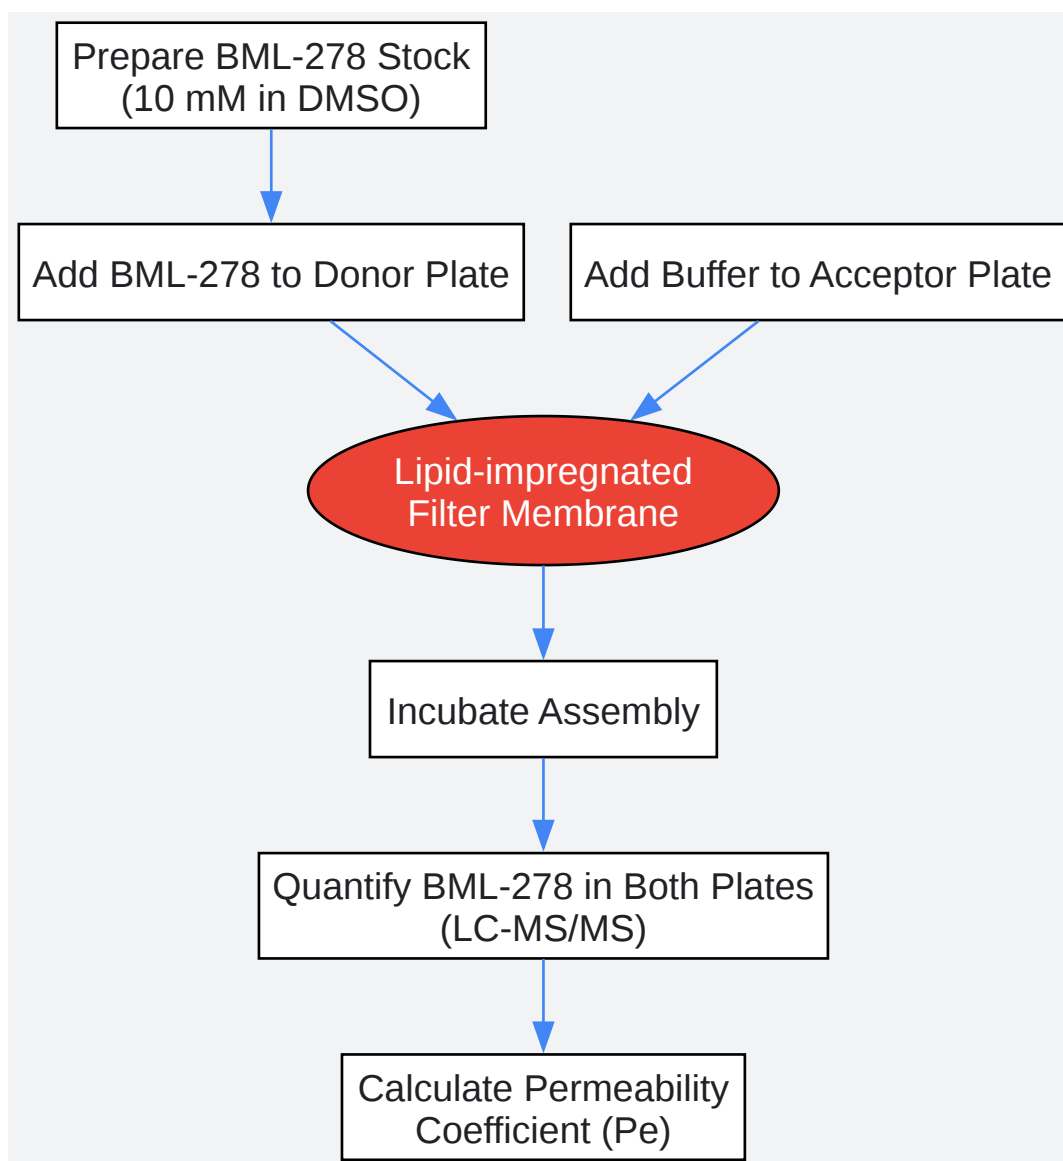 Prepare BML-278 Stock
(10 mM in DMSO)
Add BML-278 to Donor Plate
Add Buffer to Acceptor Plate
Lipid-impregnated
Filter Membrane
Incubate Assembly
Quantify BML-278 in Both Plates
(LC-MS/MS)
Calculate Permeability
Coefficient (Pe)